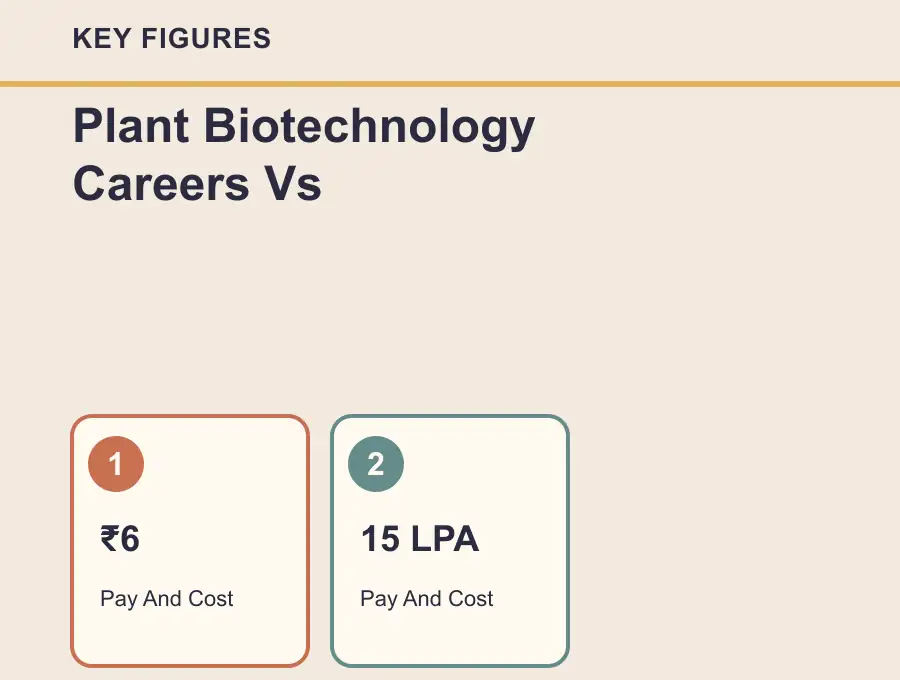 KEY FIGURES
Plant Biotechnology
Careers Vs
1
₹6
Pay And Cost
2
15 LPA
Pay And Cost